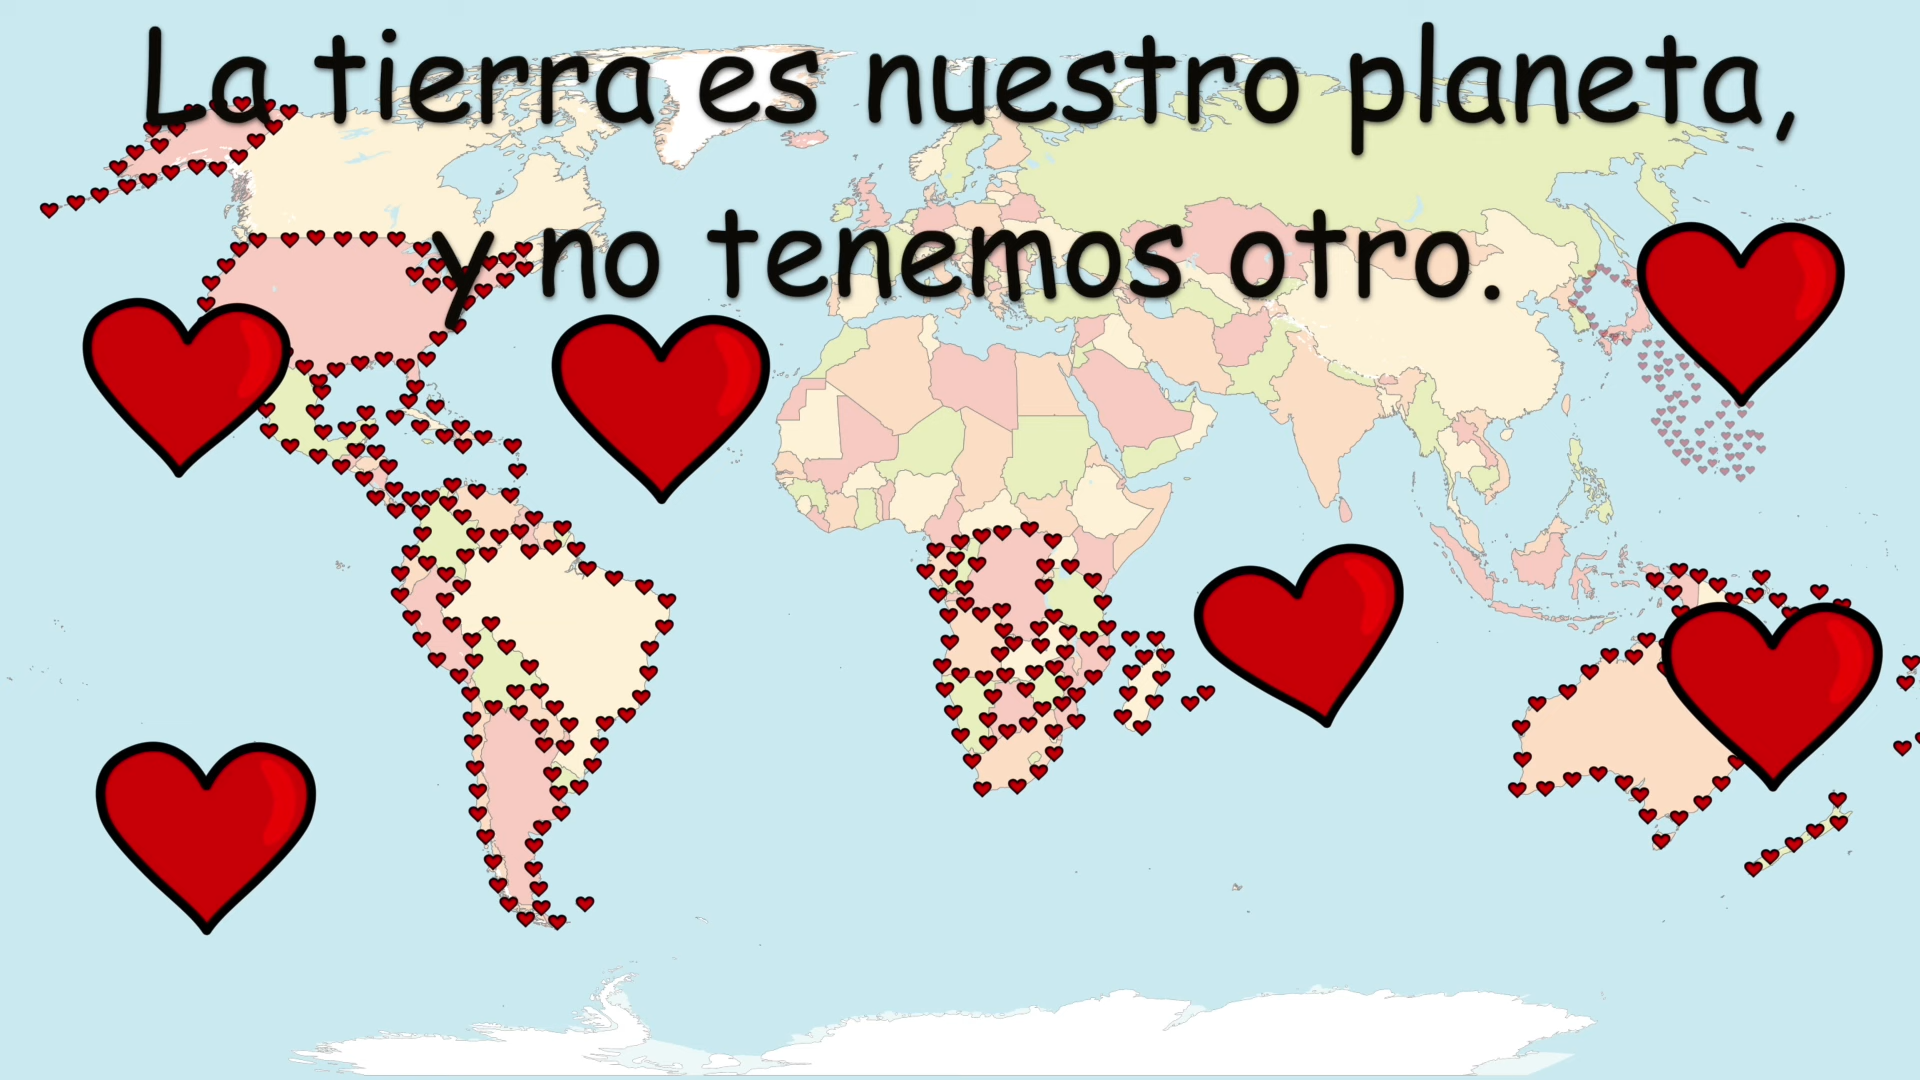 La tierra es nuestro planeta,
y no tenemos otro.